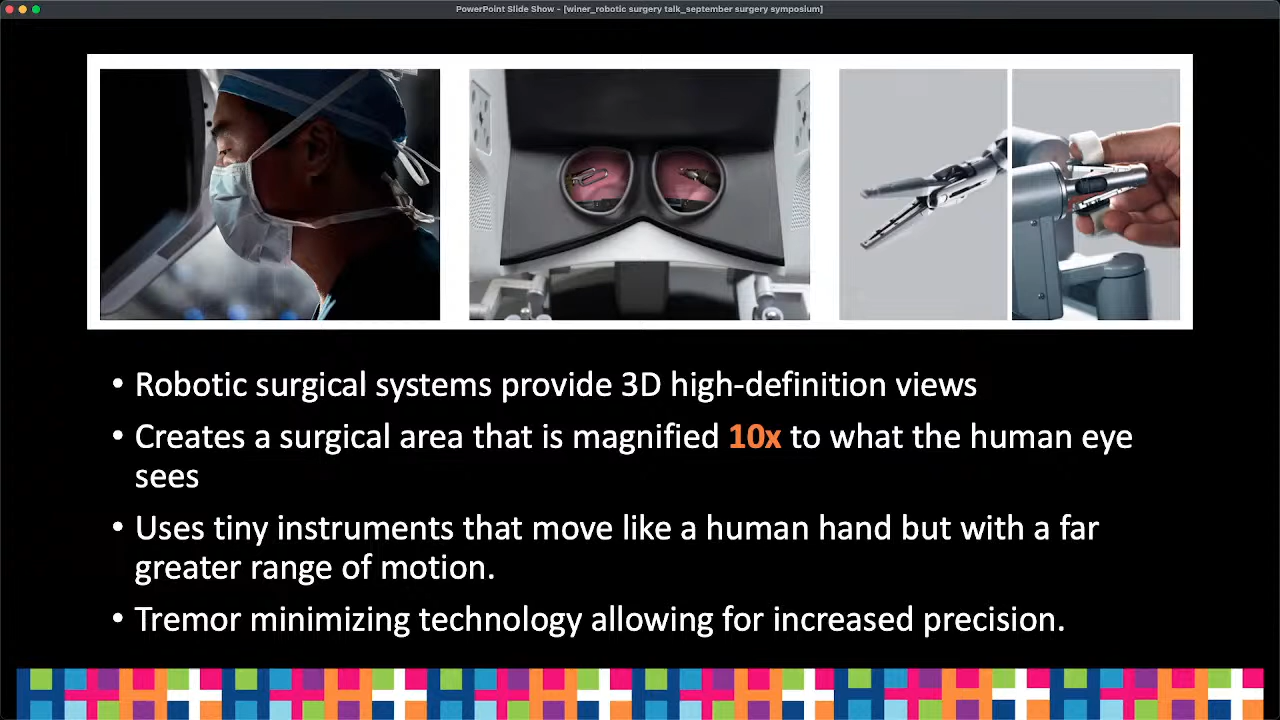 PowerPoint Slide Show - [winer_robotic surgery talk_september surgery symposium]
• Robotic surgical systems provide 3D high-definition views
• Creates a surgical area that is magnified 10x to what the human eye
sees
• Uses tiny instruments that move like a human hand but with a far
greater range of motion.
• Tremor minimizing technology allowing for increased precision.